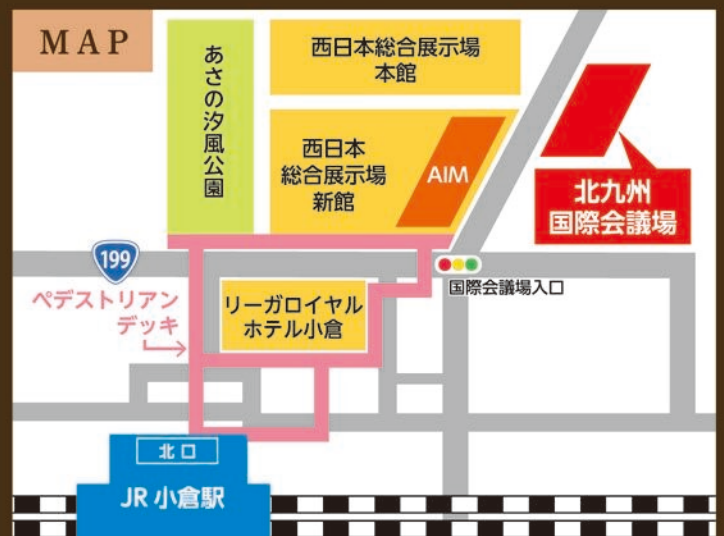 MAP
あさの汐風公園
西日本総合展示場
本館
西日本
総合展示場
新館
AIM
北九州
国際会議場
199
ペデストリアン
デッキ
リーガロイヤル
ホテル小倉
国際会議場入口
北口
JR 小倉駅